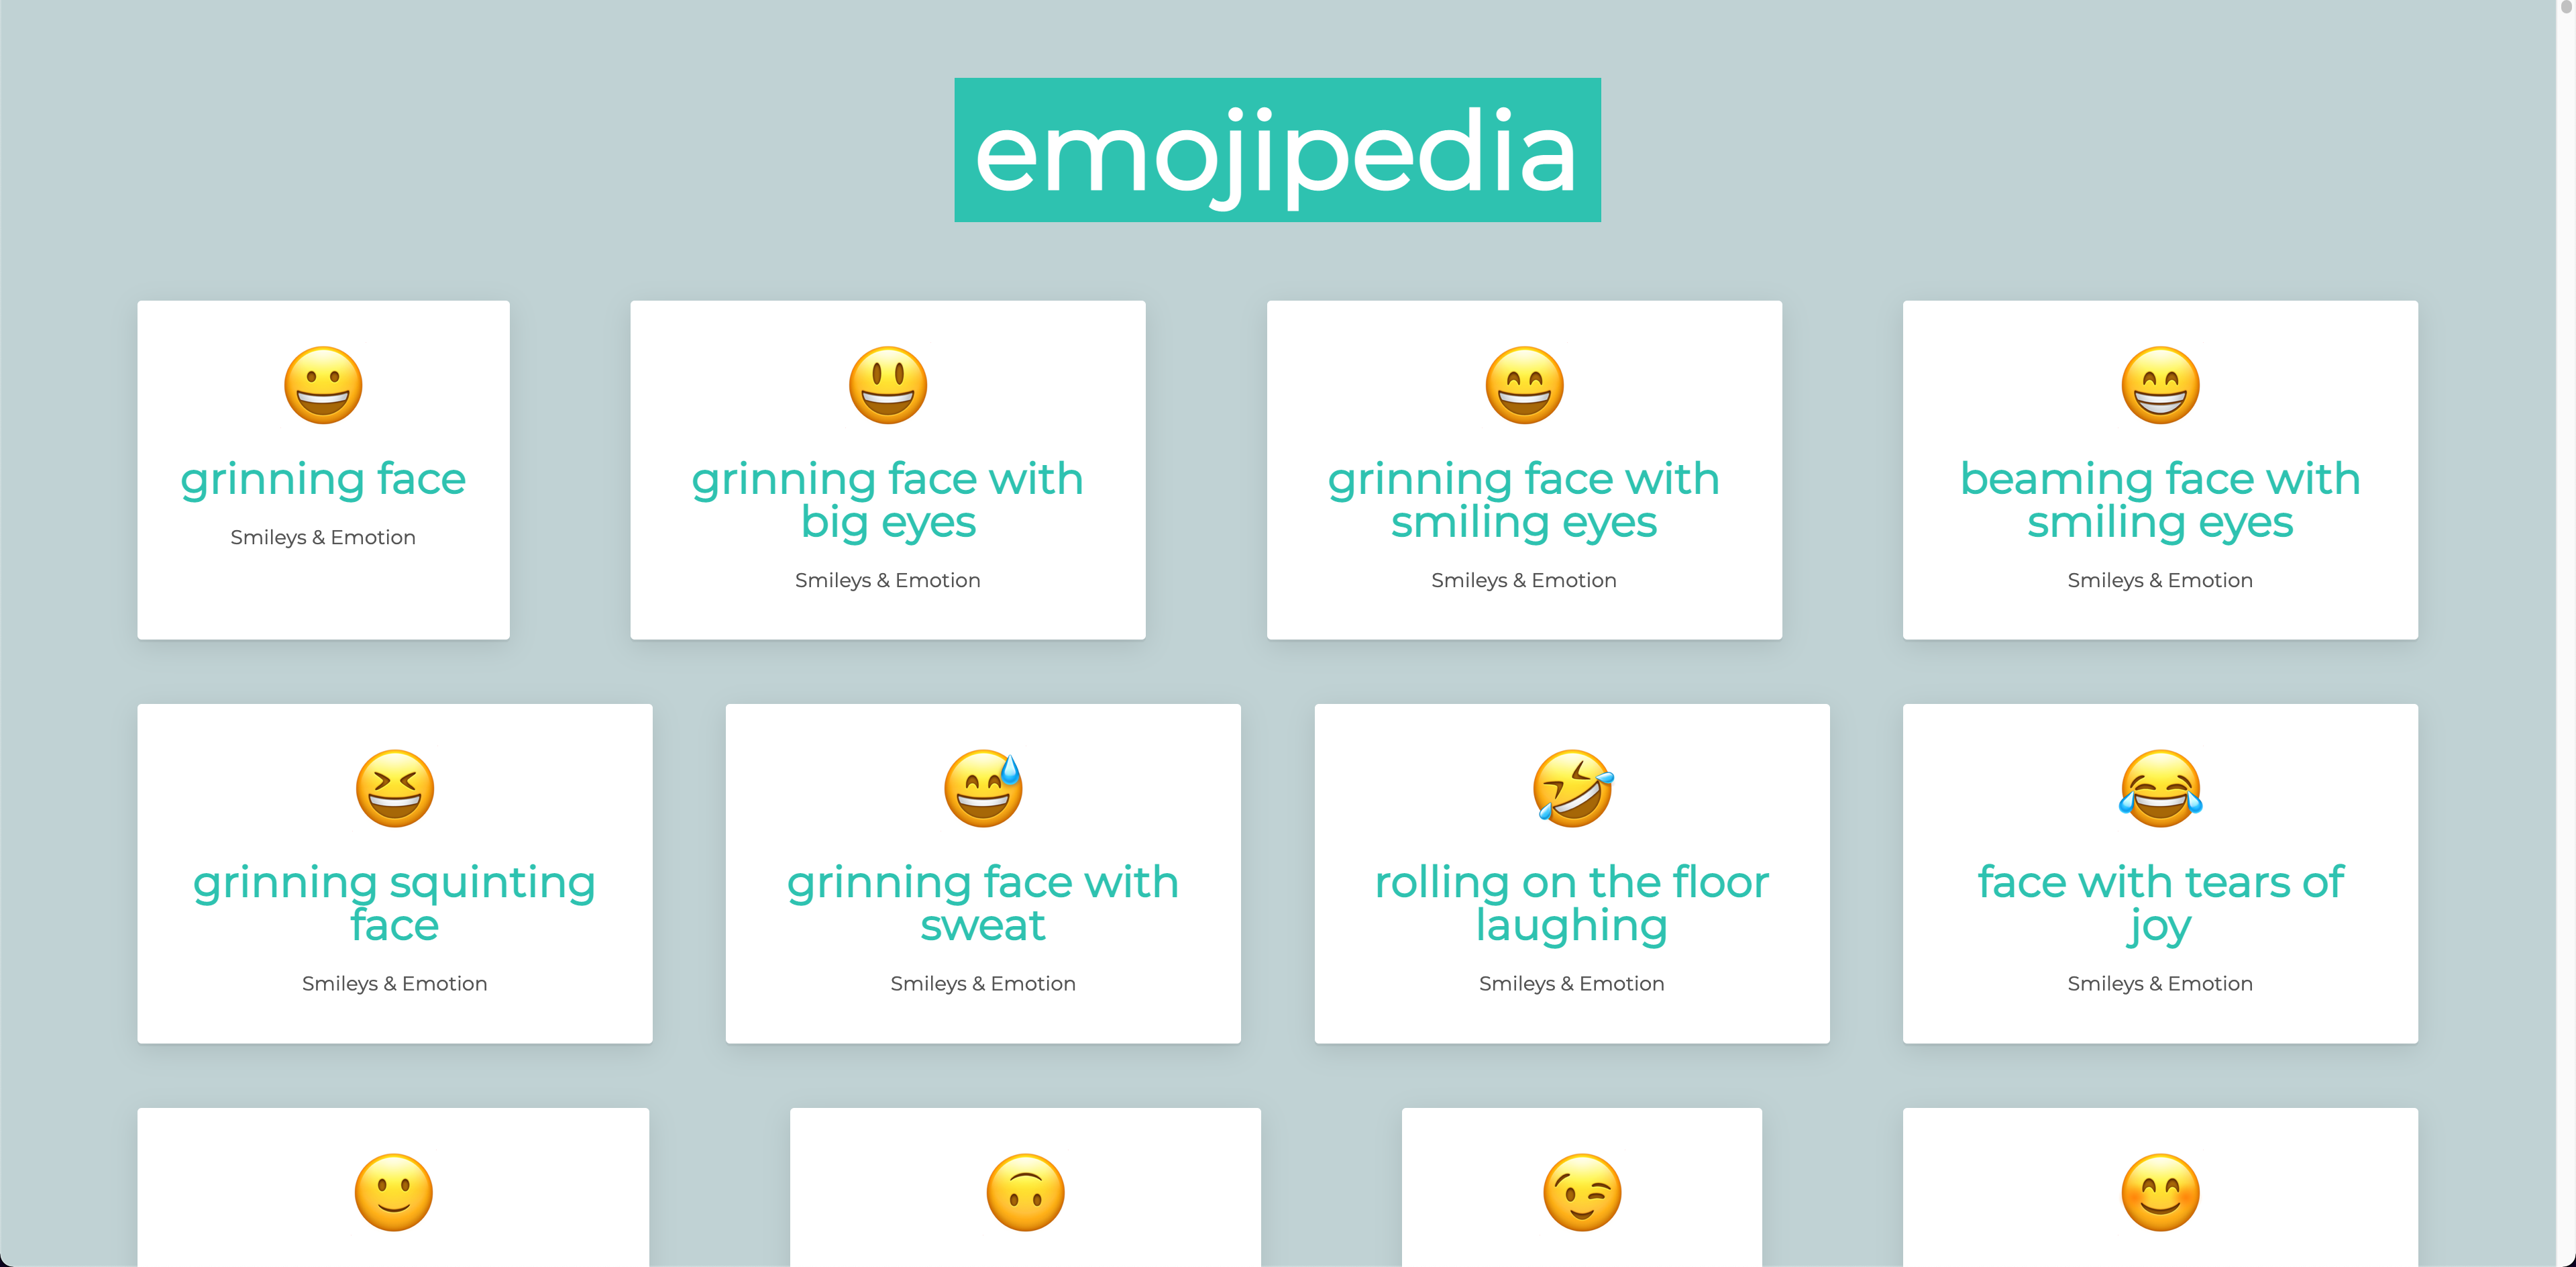 emojipedia
grinning face
Smileys & Emotion
grinning face with
big eyes
Smileys & Emotion
grinning face with
smiling eyes
Smileys & Emotion
beaming face with
smiling eyes
Smileys & Emotion
grinning squinting
face
Smileys & Emotion
grinning face with
sweat
Smileys & Emotion
rolling on the floor
laughing
Smileys & Emotion
face with tears of
joy
Smileys & Emotion